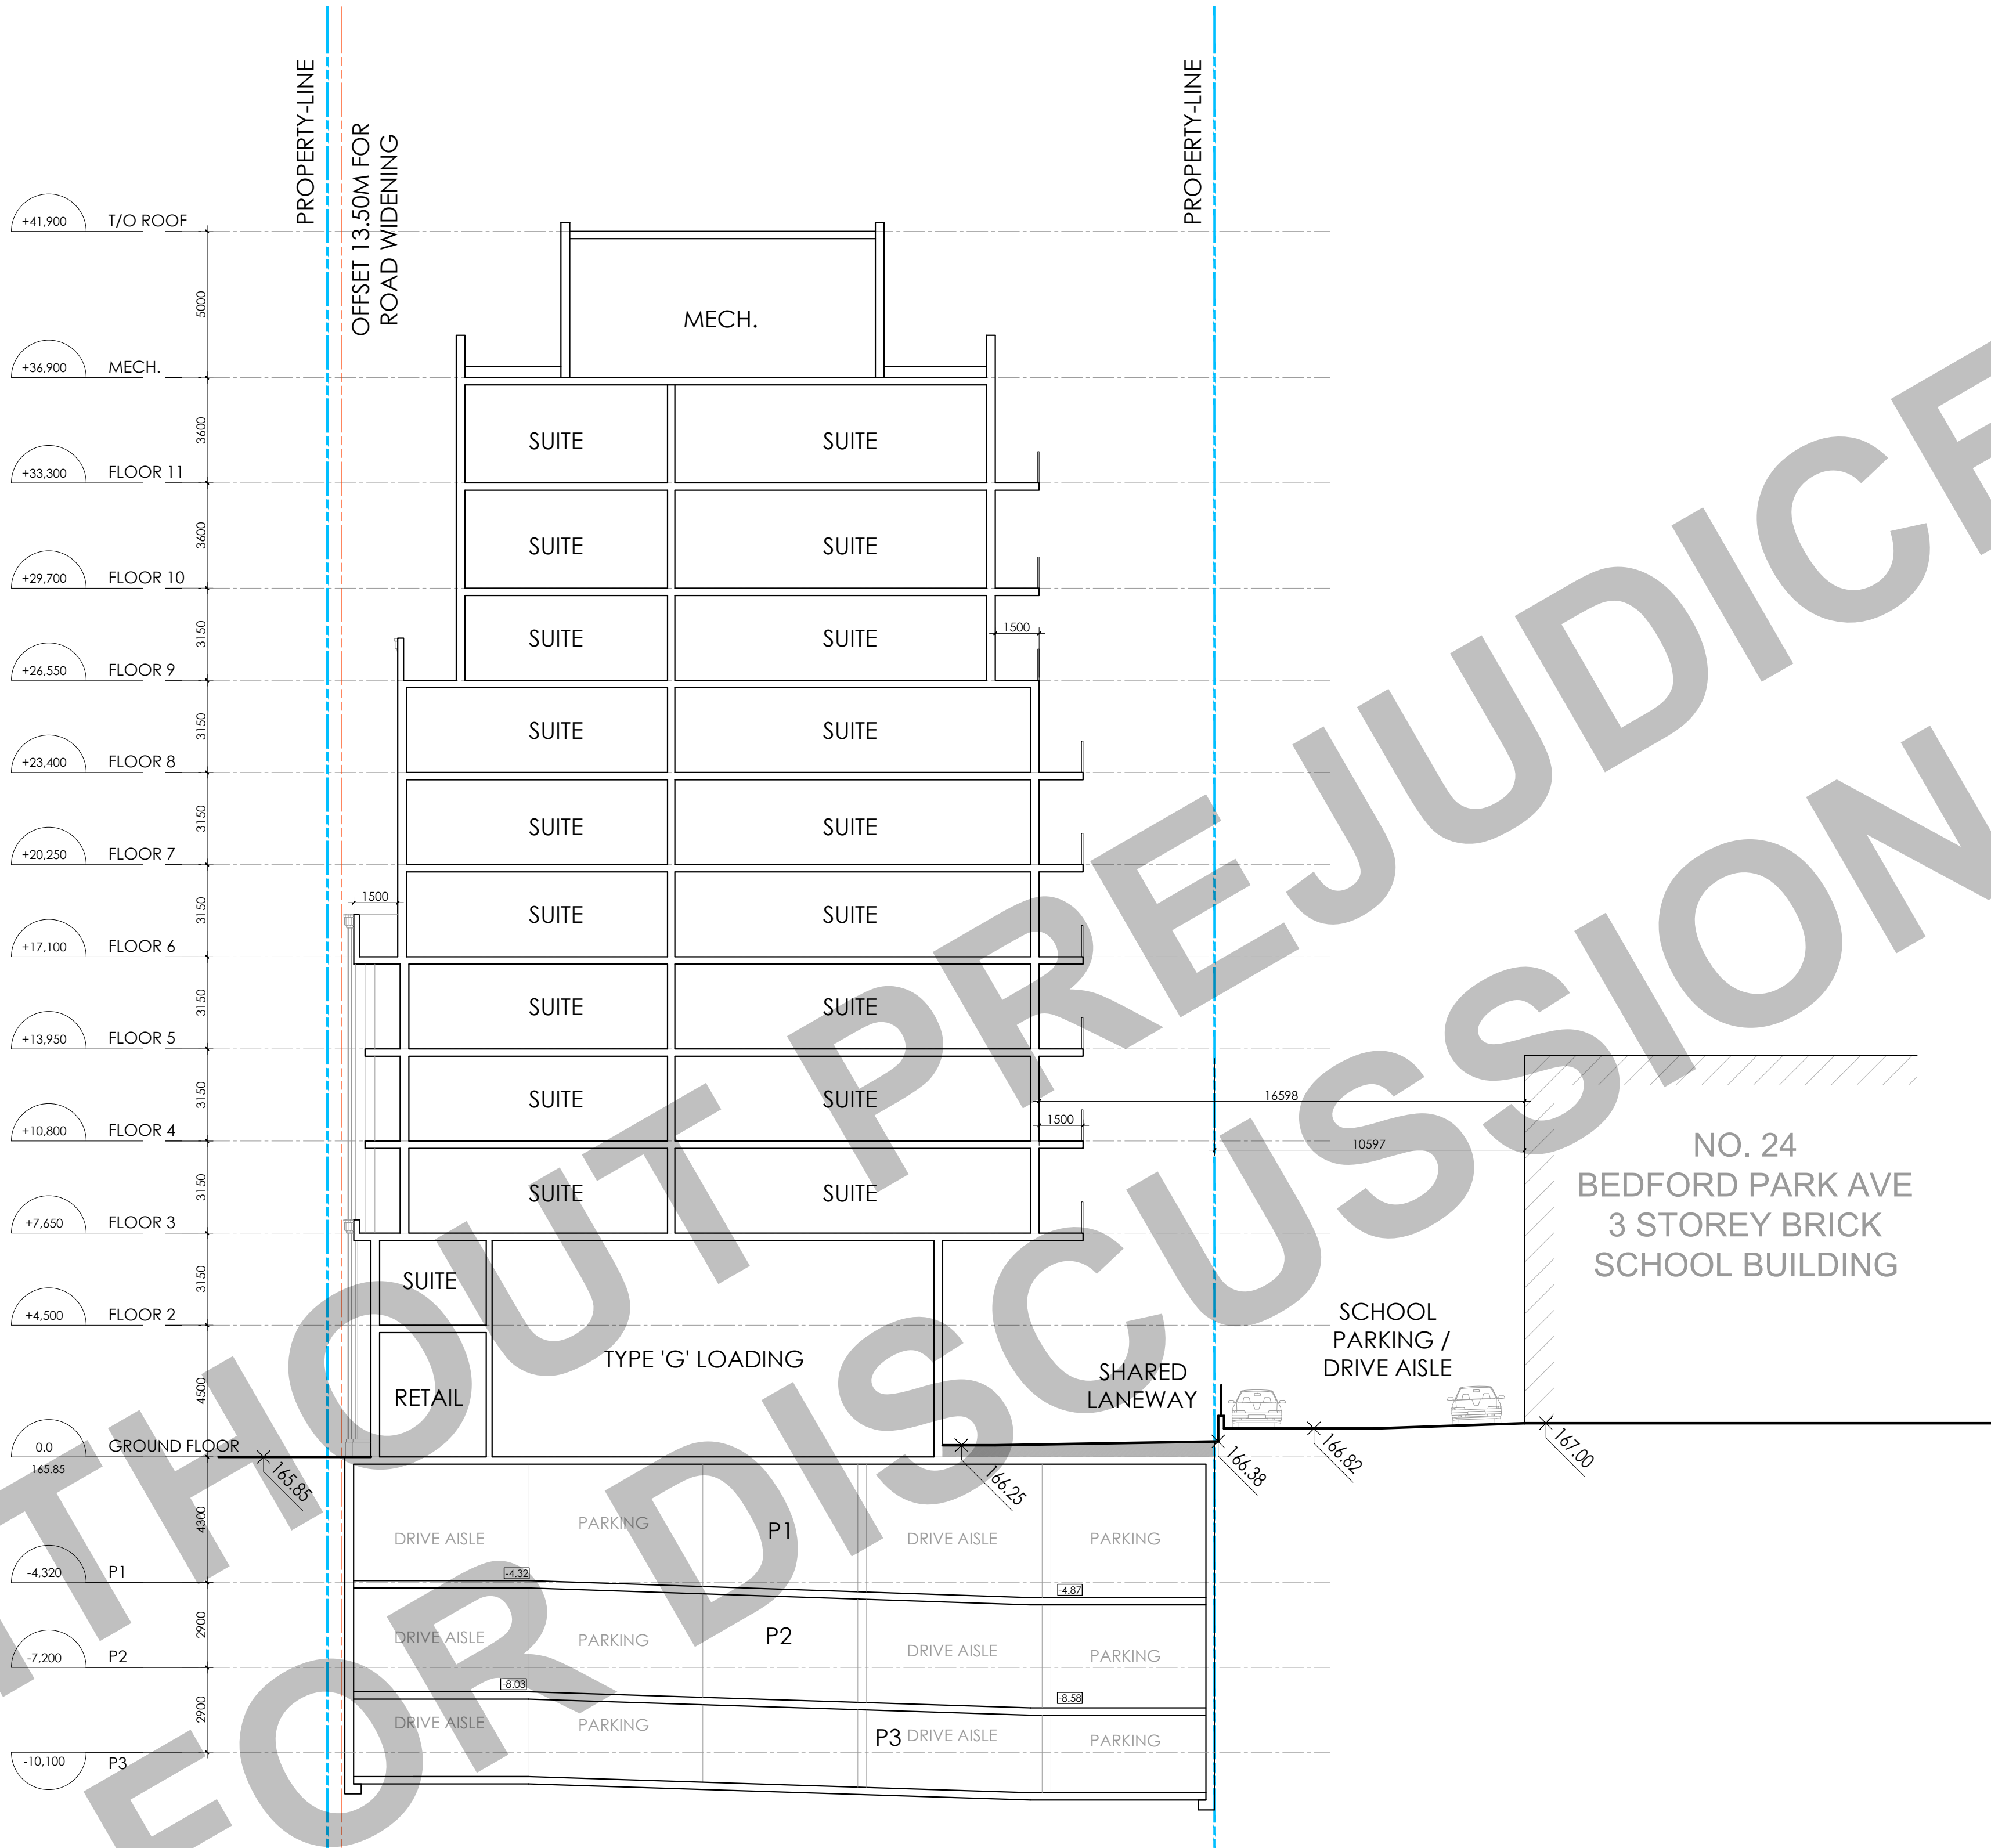 PROPERTY-LINE
OFFSET 13.50M FOR
ROAD WIDENING
PROPERTY-LINE
+41,900 T/O ROOF
5000
MECH.
+36,900 MECH.
3600
SUITE SUITE
+33,300 FLOOR 11
3600
SUITE SUITE
+29,700 FLOOR 10
3150
SUITE SUITE
1500
+26,550 FLOOR 9
3150
SUITE SUITE
+23,400 FLOOR 8
3150
SUITE SUITE
+20,250 FLOOR 7
1500
3150
SUITE SUITE
+17,100 FLOOR 6
3150
SUITE SUITE
+13,950 FLOOR 5
3150
SUITE SUITE
16598
1500
+10,800 FLOOR 4
10597
3150
SUITE SUITE
NO. 24
BEDFORD PARK AVE
3 STOREY BRICK
SCHOOL BUILDING
+7,650 FLOOR 3
3150
SUITE
+4,500 FLOOR 2
SCHOOL
PARKING /
DRIVE AISLE
TYPE 'G' LOADING
SHARED
LANEWAY
4500
RETAIL
0.0 GROUND FLOOR
165.85
165.85
166.25
166.38
166.82
167.00
4300
DRIVE AISLE PARKING P1 DRIVE AISLE PARKING
-4,320 P1
-4.32
-4.87
2900
DRIVE AISLE PARKING P2 DRIVE AISLE PARKING
-7,200 P2
-8.03
-8.58
2900
DRIVE AISLE PARKING P3 DRIVE AISLE PARKING
-10,100 P3
THOUT PREJUDICE
FOR DISCUSSION